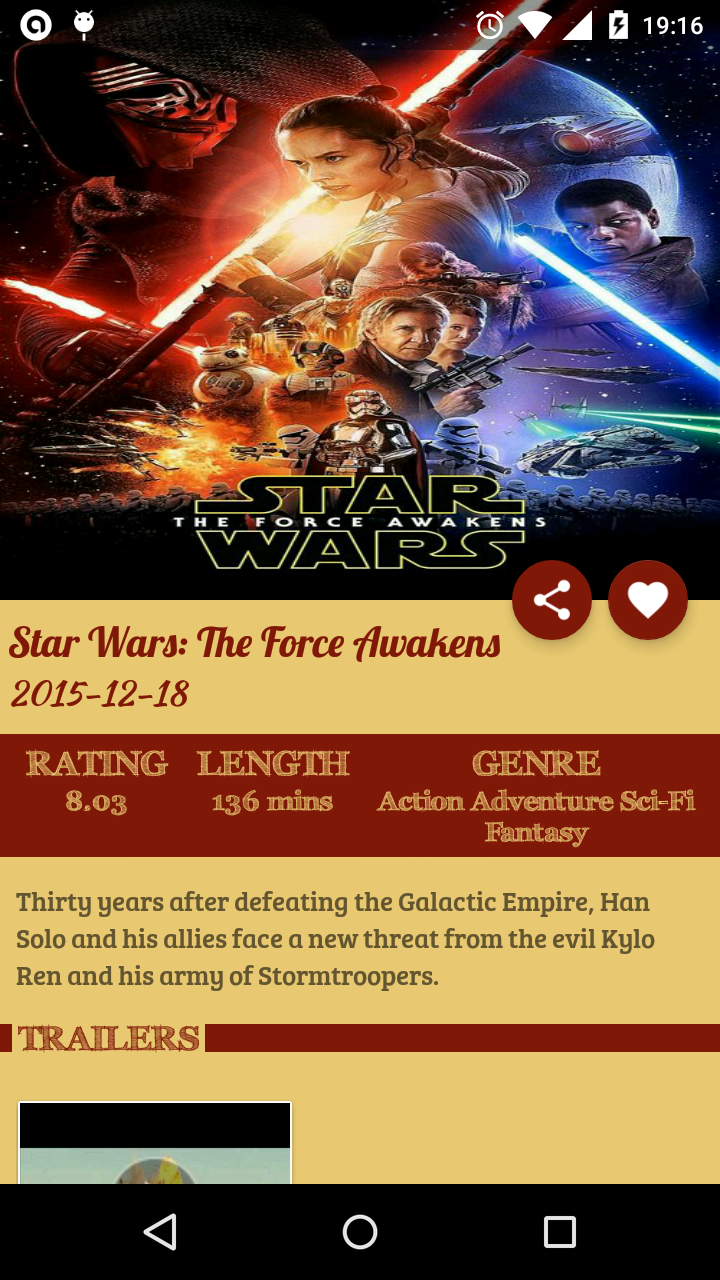 19:16
STAR
THE FORCE AWAKENS
WARS
Star Wars: The Force Awakens
2015-12-18
RATING LENGTH GENRE
8.03 136 mins Action Adventure Sci-Fi
Fantasy
Thirty years after defeating the Galactic Empire, Han
Solo and his allies face a new threat from the evil Kylo
Ren and his army of Stormtroopers.
TRAILERS